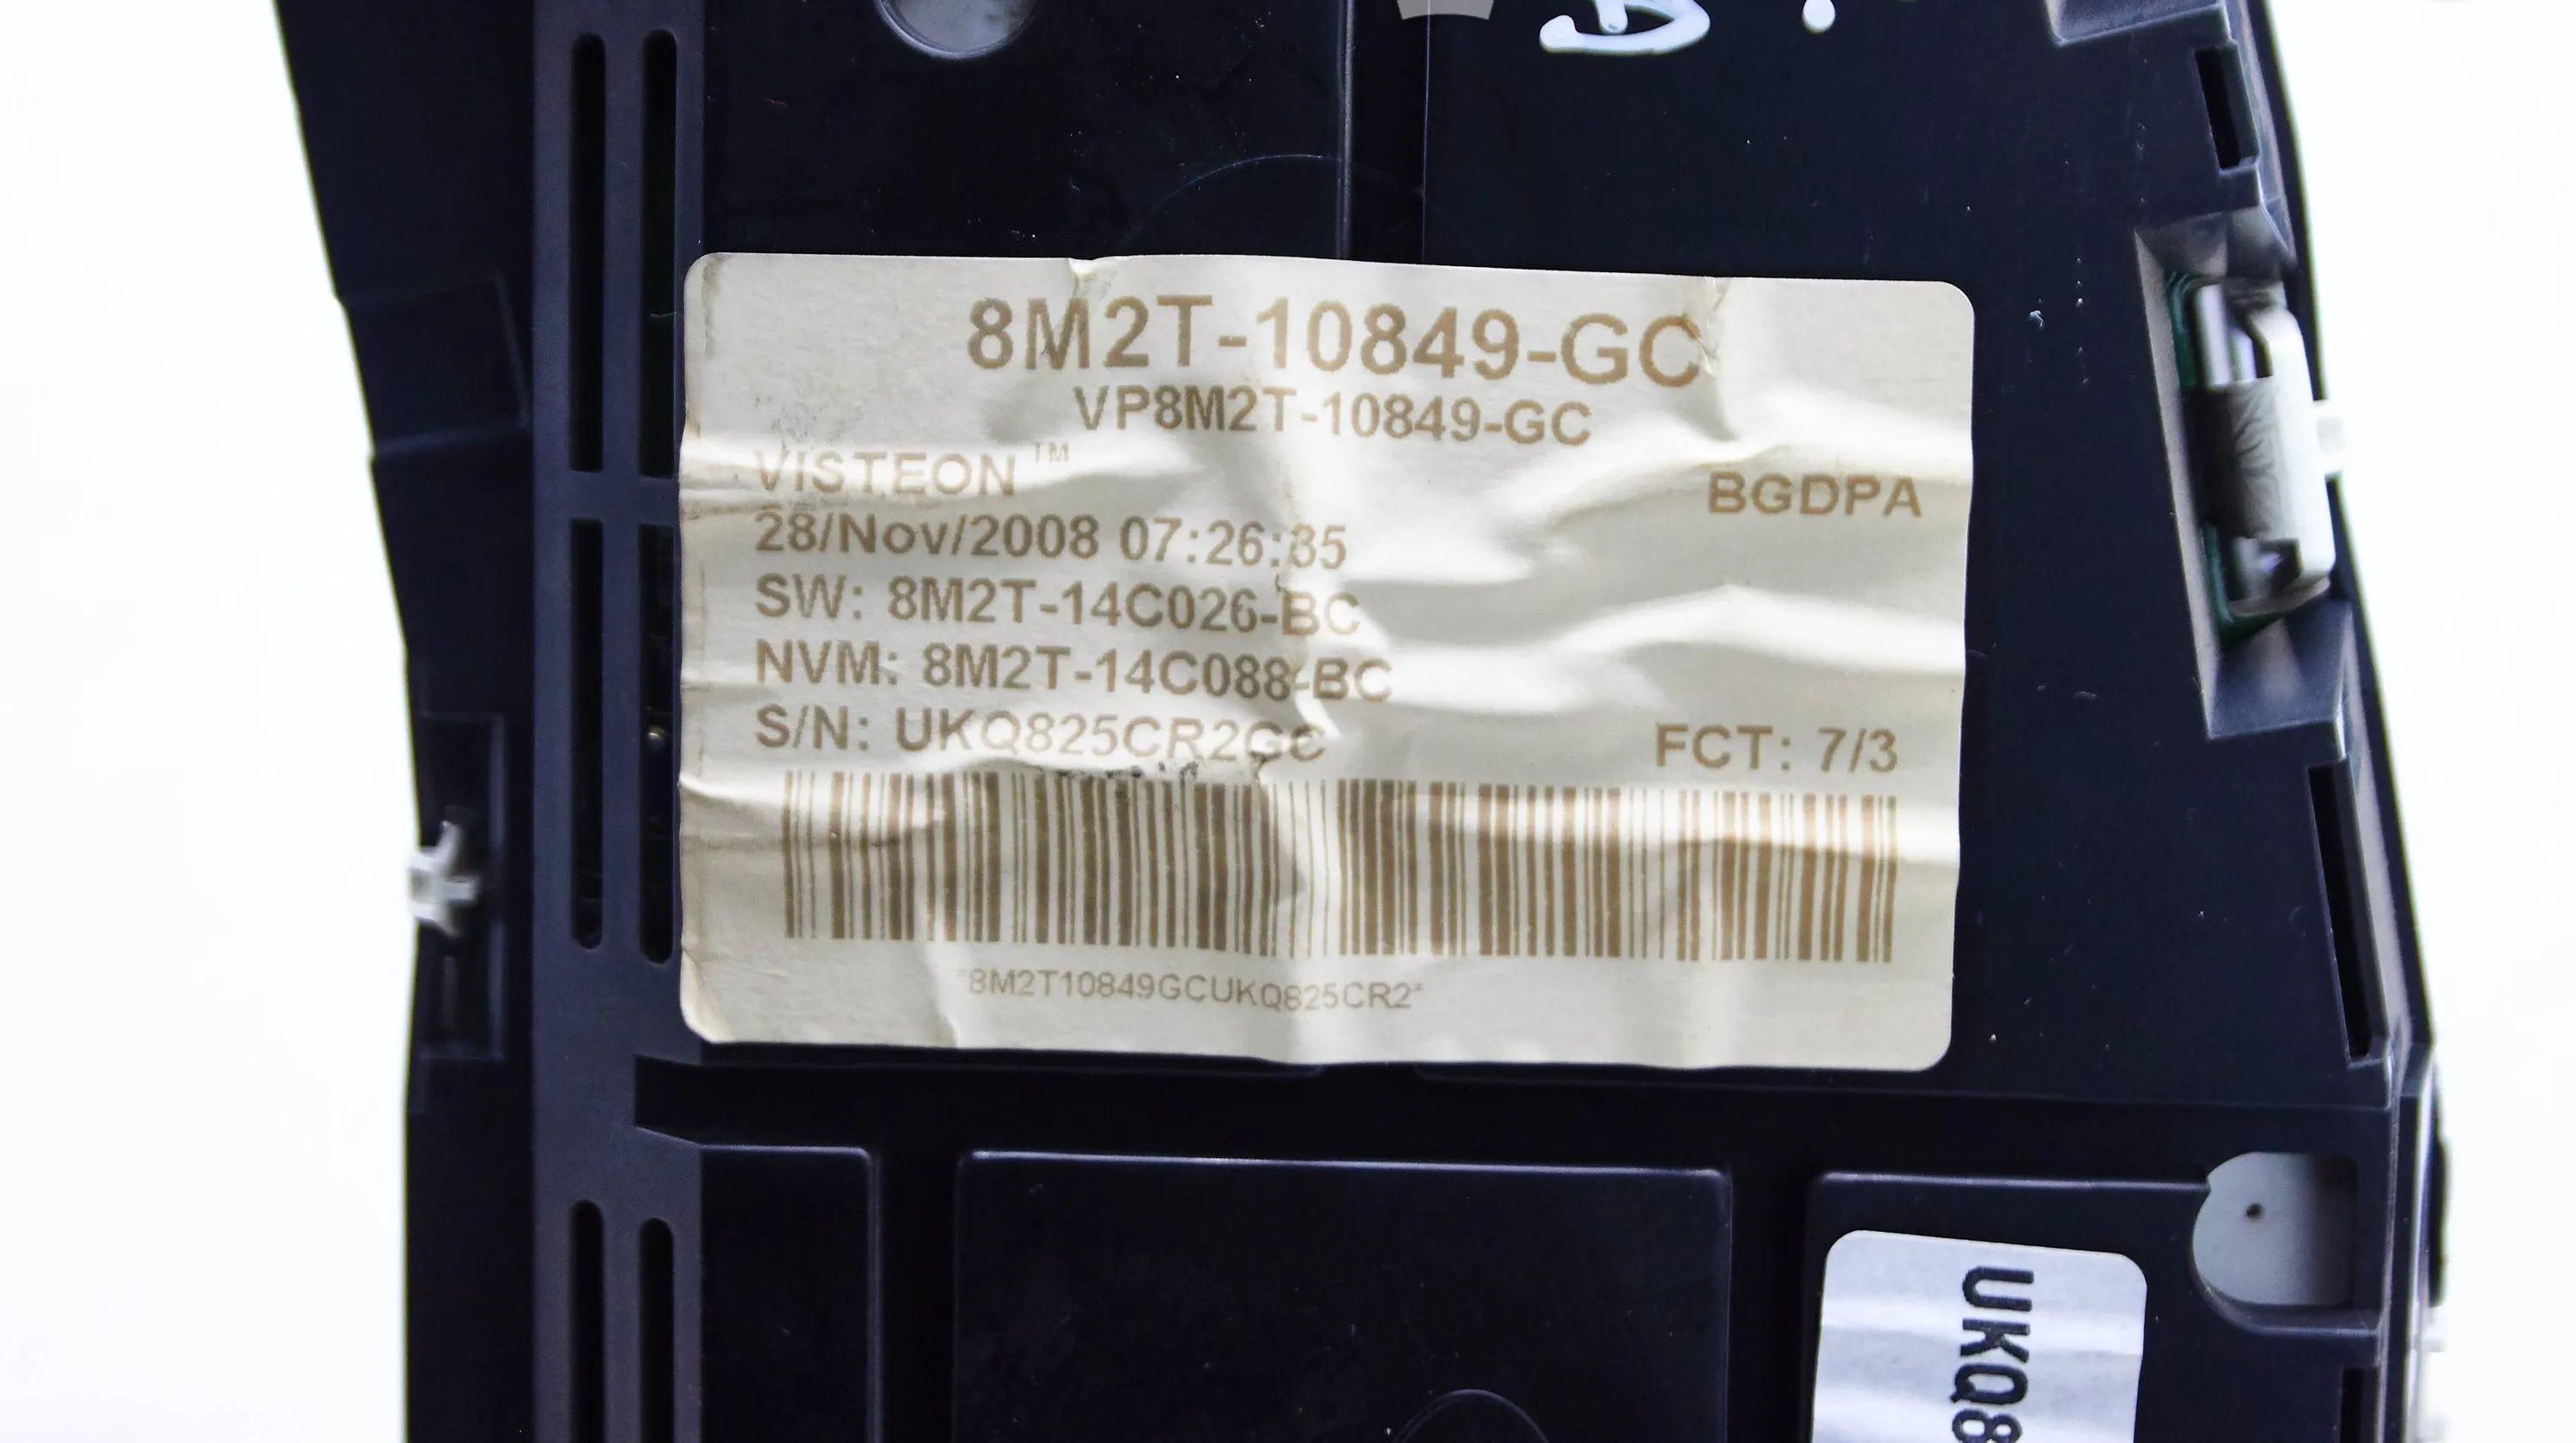 8M2T-10849-GC
VP8M2T-10849-GC
VISTEON™
BGDPA
28/Nov/2008 07:26:35
SW: 8M2T-14C026-BC
NVM: 8M2T-14C088-BC
S/N: UKQ825CR2GC
FCT: 7/3
*8M2T10849GCUKQ825CR2*
UKQ8